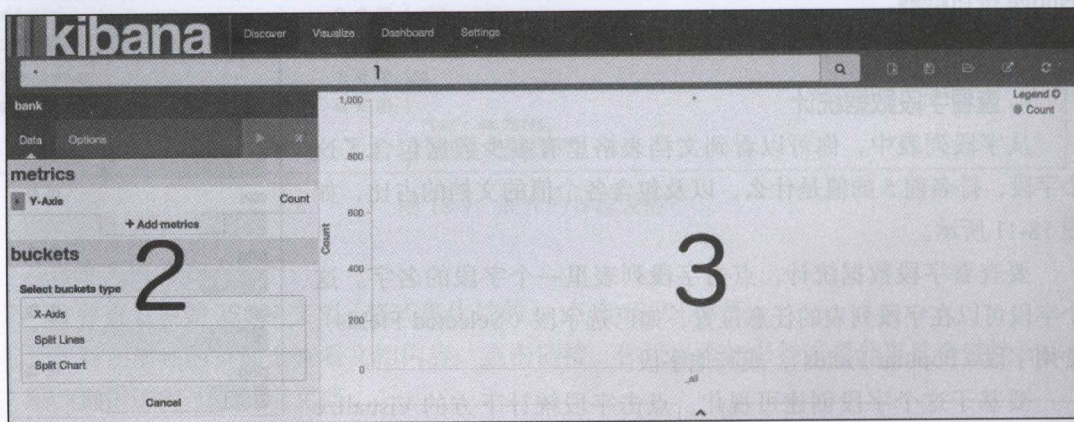 kibana
Discover Visualize Dashboard Settings
* 1
bank
Legend
Count
Data Options
metrics
Y-Axis Count
+ Add metrics
buckets
2
Select buckets type
X-Axis
Split Lines
Split Chart
Cancel
1,000
800
600
400
200
0
Count
3
_all